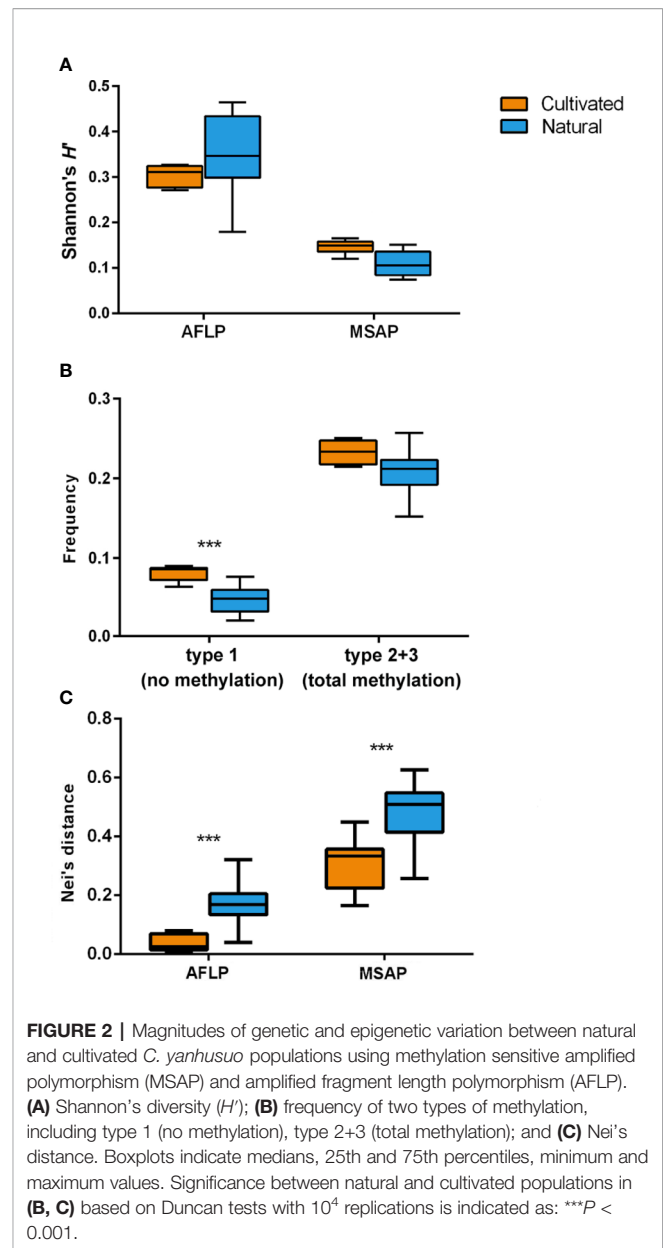 A
0.5
0.4
0.3
0.2
0.1
0.0
Shannon's H'
AFLP
MSAP
Cultivated
Natural
B
0.3
0.2
0.1
0.0
Frequency
***
type 1
(no methylation)
type 2+3
(total methylation)
C
0.8
0.6
0.4
0.2
0.0
Nei's distance
***
***
AFLP
MSAP
FIGURE 2 | Magnitudes of genetic and epigenetic variation between natural
and cultivated C. yanhusuo populations using methylation sensitive amplified
polymorphism (MSAP) and amplified fragment length polymorphism (AFLP).
(A) Shannon's diversity (H′); (B) frequency of two types of methylation,
including type 1 (no methylation), type 2+3 (total methylation); and (C) Nei's
distance. Boxplots indicate medians, 25th and 75th percentiles, minimum and
maximum values. Significance between natural and cultivated populations in
(B, C) based on Duncan tests with 10⁴ replications is indicated as: ***P <
0.001.